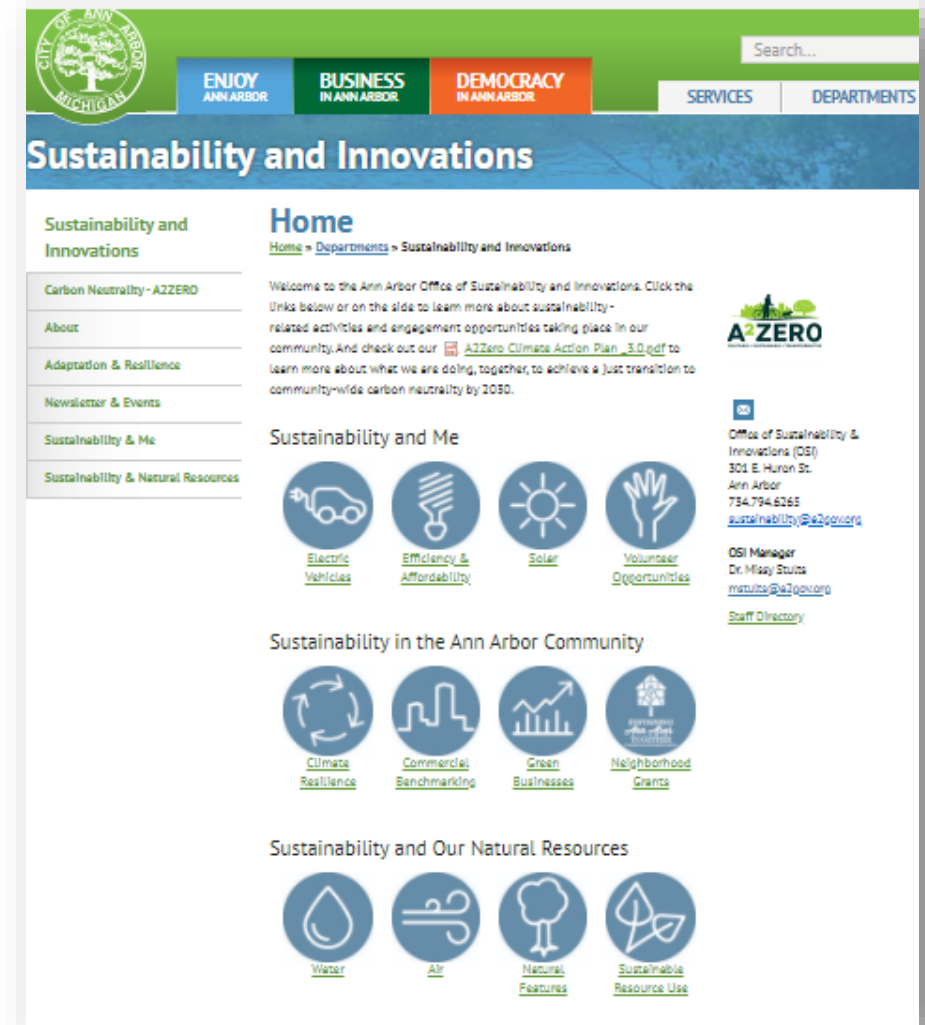 CITY OF ANN ARBOR
MICHIGAN
Search...
ENJOY
ANN ARBOR
BUSINESS
IN ANN ARBOR
DEMOCRACY
IN ANN ARBOR
SERVICES
DEPARTMENTS
Sustainability and Innovations
Sustainability and
Innovations
Carbon Neutrality - A2ZERO
About
Adaptation & Resilience
Newsletter & Events
Sustainability & Me
Sustainability & Natural Resources
Home
Home » Departments » Sustainability and Innovations
Welcome to the Ann Arbor Office of Sustainability and Innovations. Click the
links below or on the side to learn more about sustainability-
related activities and engagement opportunities taking place in our
community. And check out our A2Zero Climate Action Plan _3.0.pdf to
learn more about what we are doing, together, to achieve a just transition to
community-wide carbon neutrality by 2030.
Sustainability and Me
Electric
Vehicles
Efficiency &
Affordability
Solar
Volunteer
Opportunities
Sustainability in the Ann Arbor Community
Climate
Resilience
Commercial
Benchmarking
Green
Businesses
Ann Arbor
Neighborhood
Grants
Sustainability and Our Natural Resources
Water
Air
Natural
Features
Sustainable
Resource Use
A²ZERO
Office of Sustainability &
Innovations (OSI)
301 E. Huron St.
Ann Arbor
734.794.6265
sustainability@a2gov.org
OSI Manager
Dr. Missy Stults
mstults@a2gov.org
Staff Directory